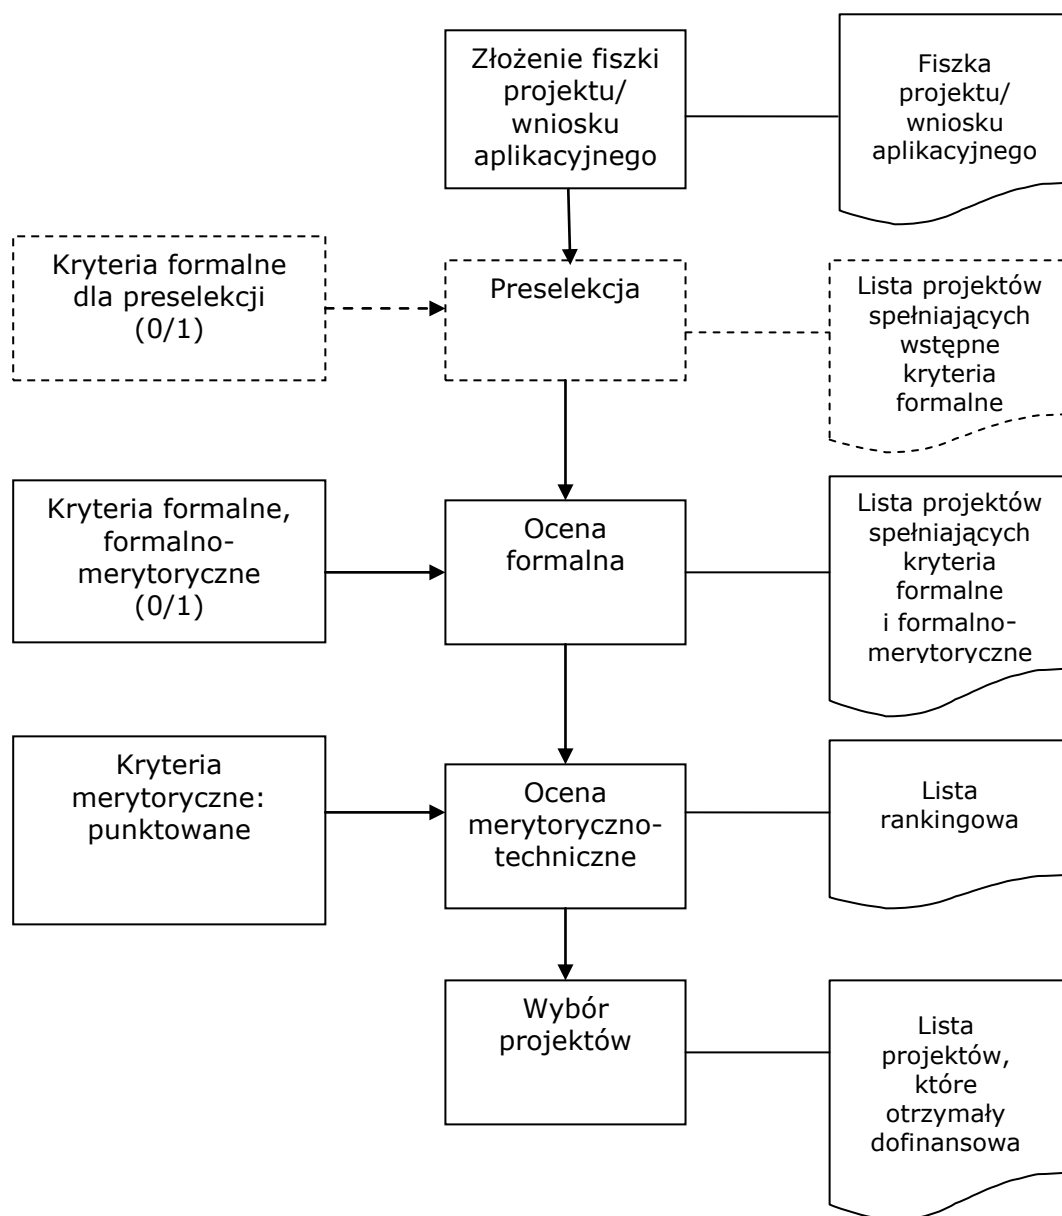 Złożenie fiszki
projektu/
wniosku
aplikacyjnego
Fiszka
projektu/
wniosku
aplikacyjnego
Kryteria formalne
dla preselekcji
(0/1)
Preselekcja
Lista projektów
spełniających
wstępne
kryteria
formalne
Kryteria formalne,
formalno-
merytoryczne
(0/1)
Ocena
formalna
Lista projektów
spełniających
kryteria
formalne
i formalno-
merytoryczne
Kryteria
merytoryczne:
punktowane
Ocena
merytoryczno-
techniczne
Lista
rankingowa
Wybór
projektów
Lista
projektów,
które
otrzymały
dofinansowa